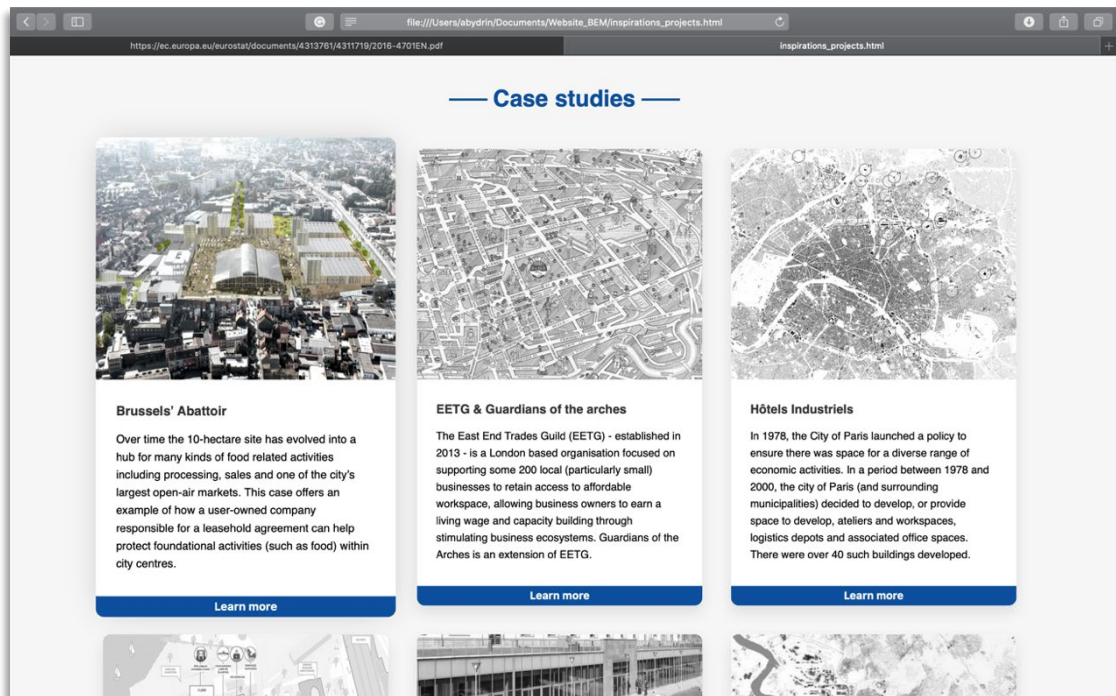 file:///Users/abydrin/Documents/Website_BEM/inspirations_projects.html
https://ec.europa.eu/eurostat/documents/4313761/4311719/2016-4701EN.pdf
inspirations_projects.html
Case studies
Brussels' Abattoir
Over time the 10-hectare site has evolved into a
hub for many kinds of food related activities
including processing, sales and one of the city's
largest open-air markets. This case offers an
example of how a user-owned company
responsible for a leasehold agreement can help
protect foundational activities (such as food) within
city centres.
Learn more
EETG & Guardians of the arches
The East End Trades Guild (EETG) - established in
2013 - is a London based organisation focused on
supporting some 200 local (particularly small)
businesses to retain access to affordable
workspace, allowing business owners to earn a
living wage and capacity building through
stimulating business ecosystems. Guardians of the
Arches is an extension of EETG.
Learn more
Hôtels Industriels
In 1978, the City of Paris launched a policy to
ensure there was space for a diverse range of
economic activities. In a period between 1978 and
2000, the city of Paris (and surrounding
municipalities) decided to develop, or provide
space to develop, ateliers and workspaces,
logistics depots and associated office spaces.
There were over 40 such buildings developed.
Learn more